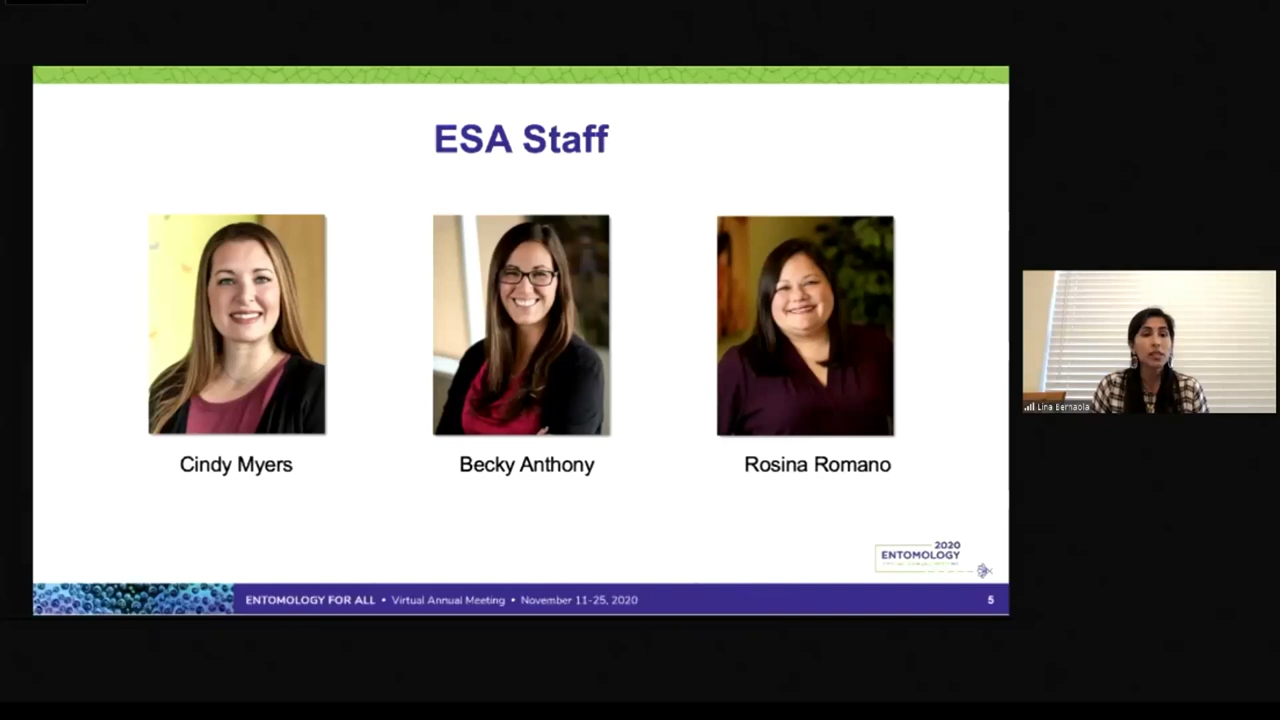 ESA Staff
Cindy Myers
Becky Anthony
Rosina Romano
Lina Bernaola
2020
ENTOMOLOGY
ENTOMOLOGY FOR ALL • Virtual Annual Meeting • November 11-25, 2020
5